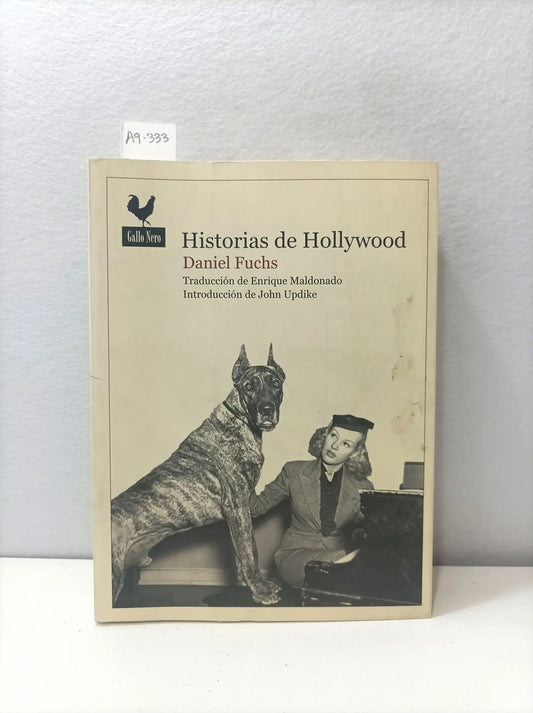 A9-333
Gallo Nero
Historias de Hollywood
Daniel Fuchs
Traducción de Enrique Maldonado
Introducción de John Updike